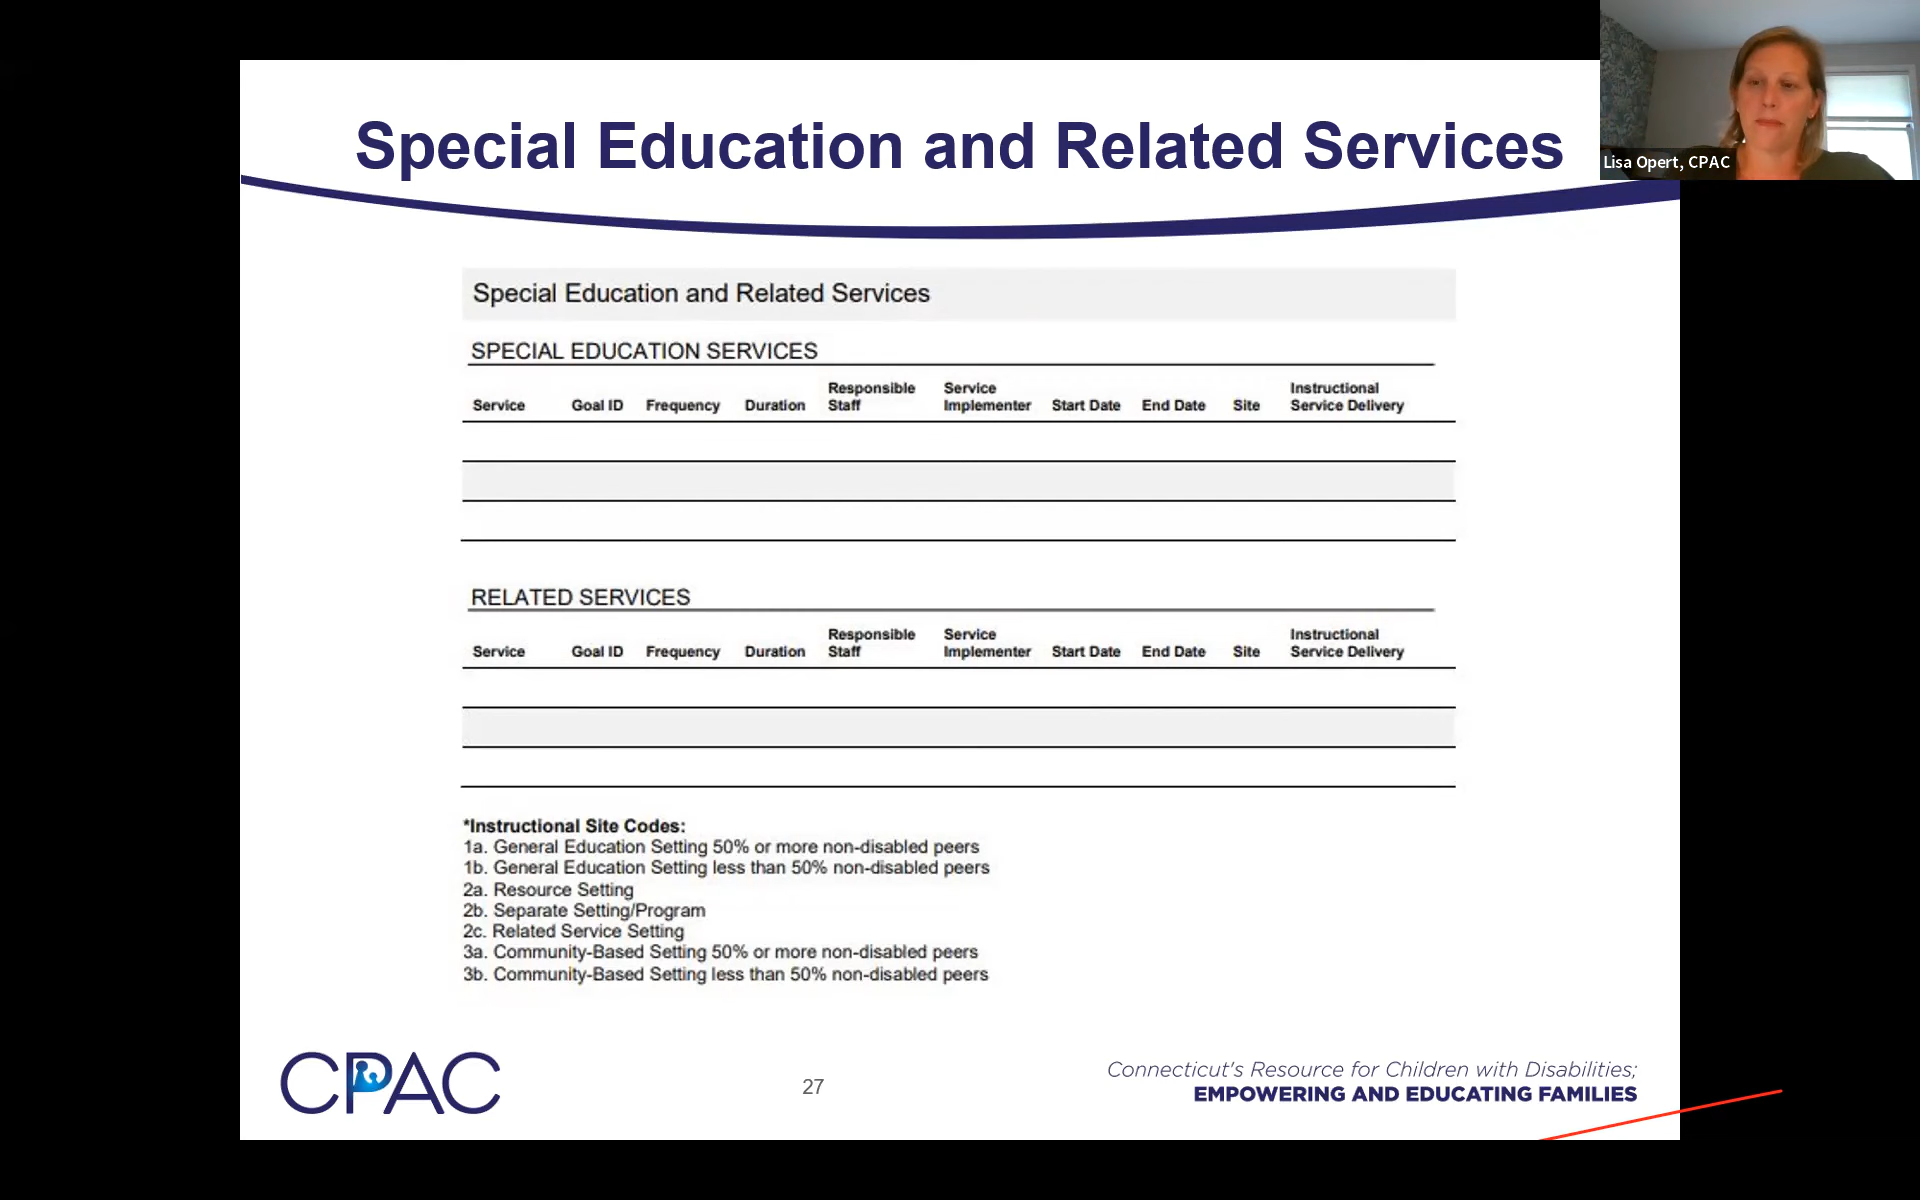 Special Education and Related Services
Lisa Opert, CPAC
Special Education and Related Services
SPECIAL EDUCATION SERVICES
Service Goal ID Frequency Duration Responsible Staff Service Implementer Start Date End Date Site Instructional Service Delivery
RELATED SERVICES
Service Goal ID Frequency Duration Responsible Staff Service Implementer Start Date End Date Site Instructional Service Delivery
*Instructional Site Codes:
1a. General Education Setting 50% or more non-disabled peers
1b. General Education Setting less than 50% non-disabled peers
2a. Resource Setting
2b. Separate Setting/Program
2c. Related Service Setting
3a. Community-Based Setting 50% or more non-disabled peers
3b. Community-Based Setting less than 50% non-disabled peers
CPAC
27
Connecticut's Resource for Children with Disabilities;
EMPOWERING AND EDUCATING FAMILIES